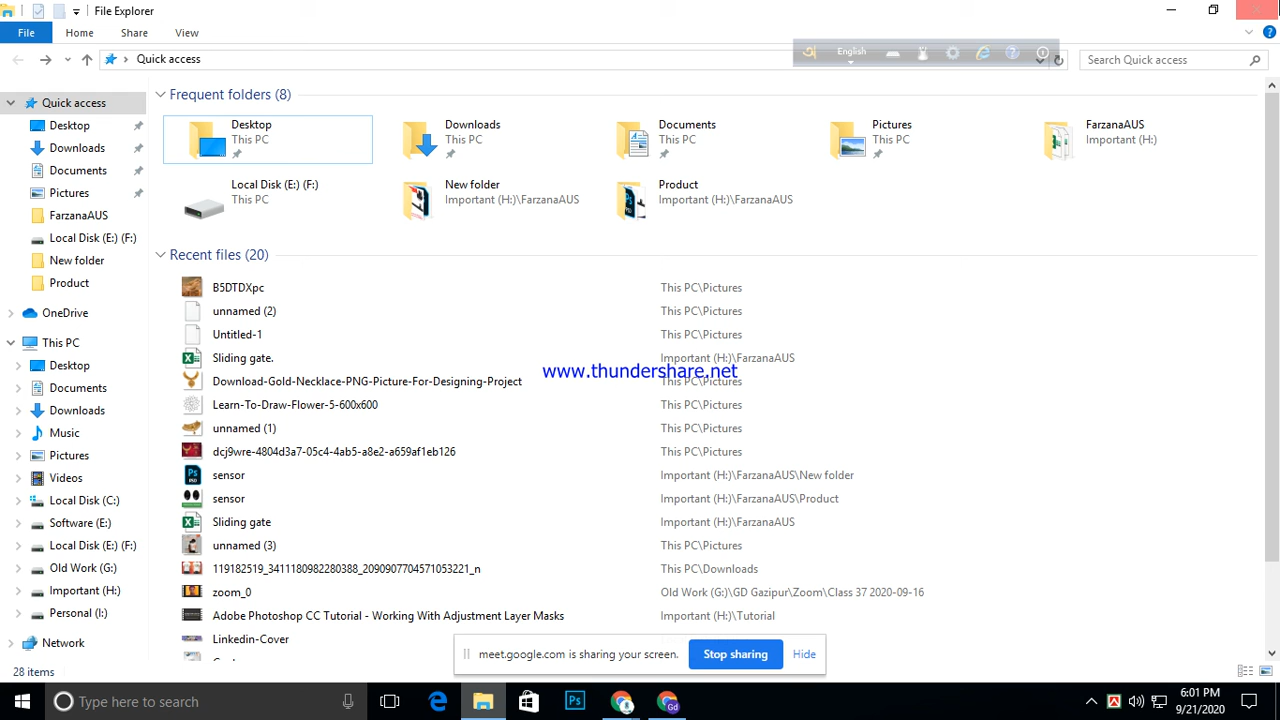 File Explorer
File Home Share View
Quick access
English
Search Quick access
Quick access
Desktop
Downloads
Documents
Pictures
FarzanaAUS
Local Disk (E:) (F:)
New folder
Product
OneDrive
This PC
Desktop
Documents
Downloads
Music
Pictures
Videos
Local Disk (C:)
Software (E:)
Local Disk (E:) (F:)
Old Work (G:)
Important (H:)
Personal (I:)
Network
Frequent folders (8)
Desktop
This PC
Downloads
This PC
Documents
This PC
Pictures
This PC
FarzanaAUS
Important (H:)
Local Disk (E:) (F:)
This PC
New folder
Important (H:)\FarzanaAUS
Product
Important (H:)\FarzanaAUS
Recent files (20)
B5DTDXpc This PC\Pictures
unnamed (2) This PC\Pictures
Untitled-1 This PC\Pictures
Sliding gate. Important (H:)\FarzanaAUS
www.thundershare.net
Download-Gold-Necklace-PNG-Picture-For-Designing-Project This PC\Pictures
Learn-To-Draw-Flower-5-600x600 This PC\Pictures
unnamed (1) This PC\Pictures
dcj9wre-4804d3a7-05c4-4ab5-a8e2-a659af1eb126 This PC\Pictures
sensor Important (H:)\FarzanaAUS\New folder
sensor Important (H:)\FarzanaAUS\Product
Sliding gate Important (H:)\FarzanaAUS
unnamed (3) This PC\Pictures
119182519_3411180982280388_2090907704571053221_n This PC\Downloads
zoom_0 Old Work (G:)\GD Gazipur\Zoom\Class 37 2020-09-16
Adobe Photoshop CC Tutorial - Working With Adjustment Layer Masks Important (H:)\Tutorial
Linkedin-Cover
meet.google.com is sharing your screen. Stop sharing Hide
28 items
Type here to search
Ps
Gd
6:01 PM
9/21/2020